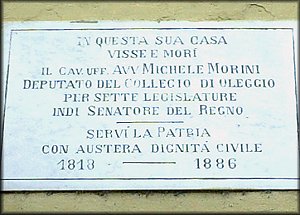 IN QUESTA SUA CASA
VISSE E MORÌ
IL CAV. UFF. AVV MICHELE MORINI
DEPUTATO DEL COLLEGIO DI OLEGGIO
PER SETTE LEGISLATURE
INDI SENATORE DEL REGNO
SERVÌ LA PATRIA
CON AUSTERA DIGNITÀ CIVILE
1818 — 1886